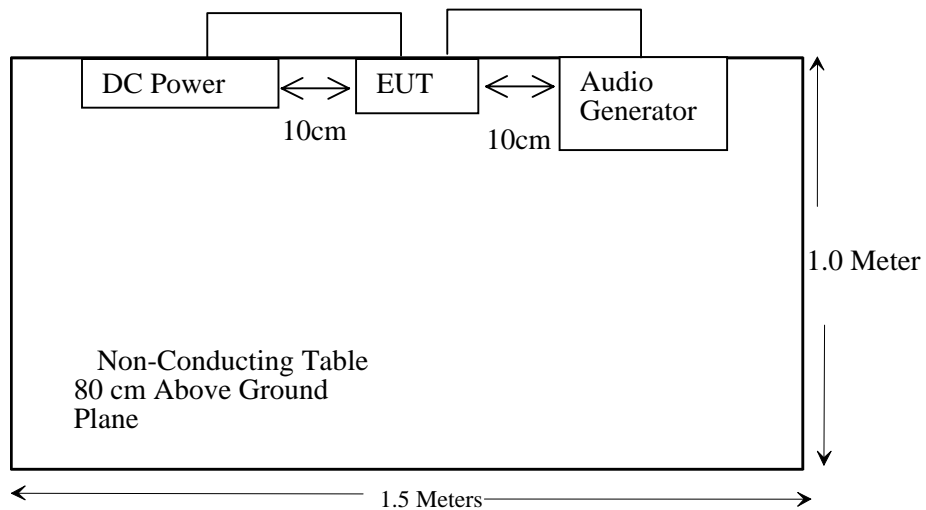 DC Power
EUT
Audio
Generator
10cm
10cm
1.0 Meter
Non-Conducting Table
80 cm Above Ground
Plane
1.5 Meters